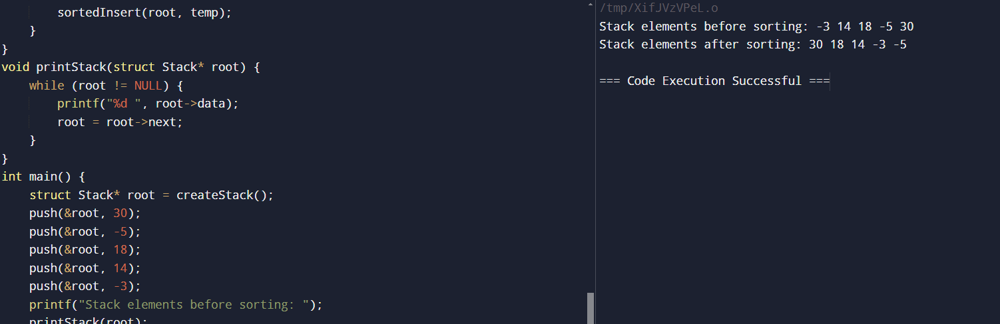 sortedInsert(root, temp);
    }
}
void printStack(struct Stack* root) {
    while (root != NULL) {
        printf("%d ", root->data);
        root = root->next;
    }
}
int main() {
    struct Stack* root = createStack();
    push(&root, 30);
    push(&root, -5);
    push(&root, 18);
    push(&root, 14);
    push(&root, -3);
    printf("Stack elements before sorting: ");
    printStack(root);
/tmp/XifJVzVPeL.o
Stack elements before sorting: -3 14 18 -5 30
Stack elements after sorting: 30 18 14 -3 -5
=== Code Execution Successful ===